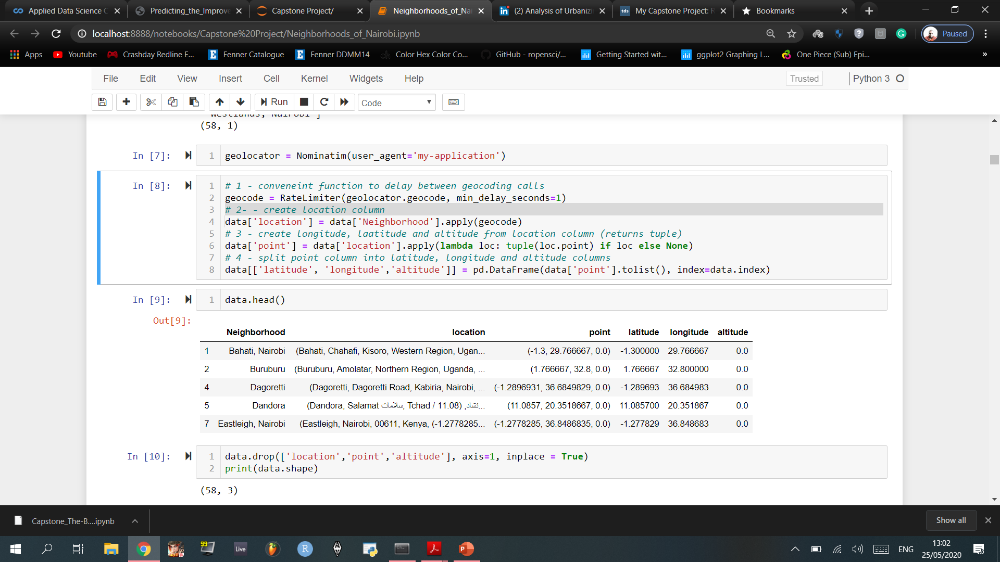 Applied Data Science C
Predicting_the_Improve
Capstone Project/
Neighborhoods_of_Nai
(2) Analysis of Urbanizi
My Capstone Project: R
Bookmarks
localhost:8888/notebooks/Capstone%20Project/Neighborhoods_of_Nairobi.ipynb
Paused
Apps
Youtube
Crashday Redline E...
Fenner Catalogue
Fenner DDMM14
Color Hex Color Co...
GitHub - ropensci/...
Getting Started wit...
ggplot2 Graphing L...
One Piece (Sub) Epi...
»
File Edit View Insert Cell Kernel Widgets Help
Trusted
Python 3
Run
Code
Westlands, Nairobi ]
(58, 1)
In [7]:
1 geolocator = Nominatim(user_agent='my-application')
In [8]:
1 # 1 - conveneint function to delay between geocoding calls
2 geocode = RateLimiter(geolocator.geocode, min_delay_seconds=1)
3 # 2- - create location column
4 data['location'] = data['Neighborhood'].apply(geocode)
5 # 3 - create longitude, laatitude and altitude from location column (returns tuple)
6 data['point'] = data['location'].apply(lambda loc: tuple(loc.point) if loc else None)
7 # 4 - split point column into latitude, longitude and altitude columns
8 data[['latitude', 'longitude','altitude']] = pd.DataFrame(data['point'].tolist(), index=data.index)
In [9]:
1 data.head()
Out[9]:
Neighborhood location point latitude longitude altitude
1 Bahati, Nairobi (Bahati, Chahafi, Kisoro, Western Region, Ugan... (-1.3, 29.766667, 0.0) -1.300000 29.766667 0.0
2 Buruburu (Buruburu, Amolatar, Northern Region, Uganda, ... (1.766667, 32.8, 0.0) 1.766667 32.800000 0.0
4 Dagoretti (Dagoretti, Dagoretti Road, Kabiria, Nairobi, ... (-1.2896931, 36.6849829, 0.0) -1.289693 36.684983 0.0
5 Dandora (Dandora, Salamat سلامات, Tchad / تشاد, (11.08... (11.0857, 20.3518667, 0.0) 11.085700 20.351867 0.0
7 Eastleigh, Nairobi (Eastleigh, Nairobi, 00611, Kenya, (-1.2778285... (-1.2778285, 36.8486835, 0.0) -1.277829 36.848683 0.0
In [10]:
1 data.drop(['location','point','altitude'], axis=1, inplace = True)
2 print(data.shape)
(58, 3)
Capstone_The-B....ipynb
Show all
99
Live
ENG
13:02
25/05/2020